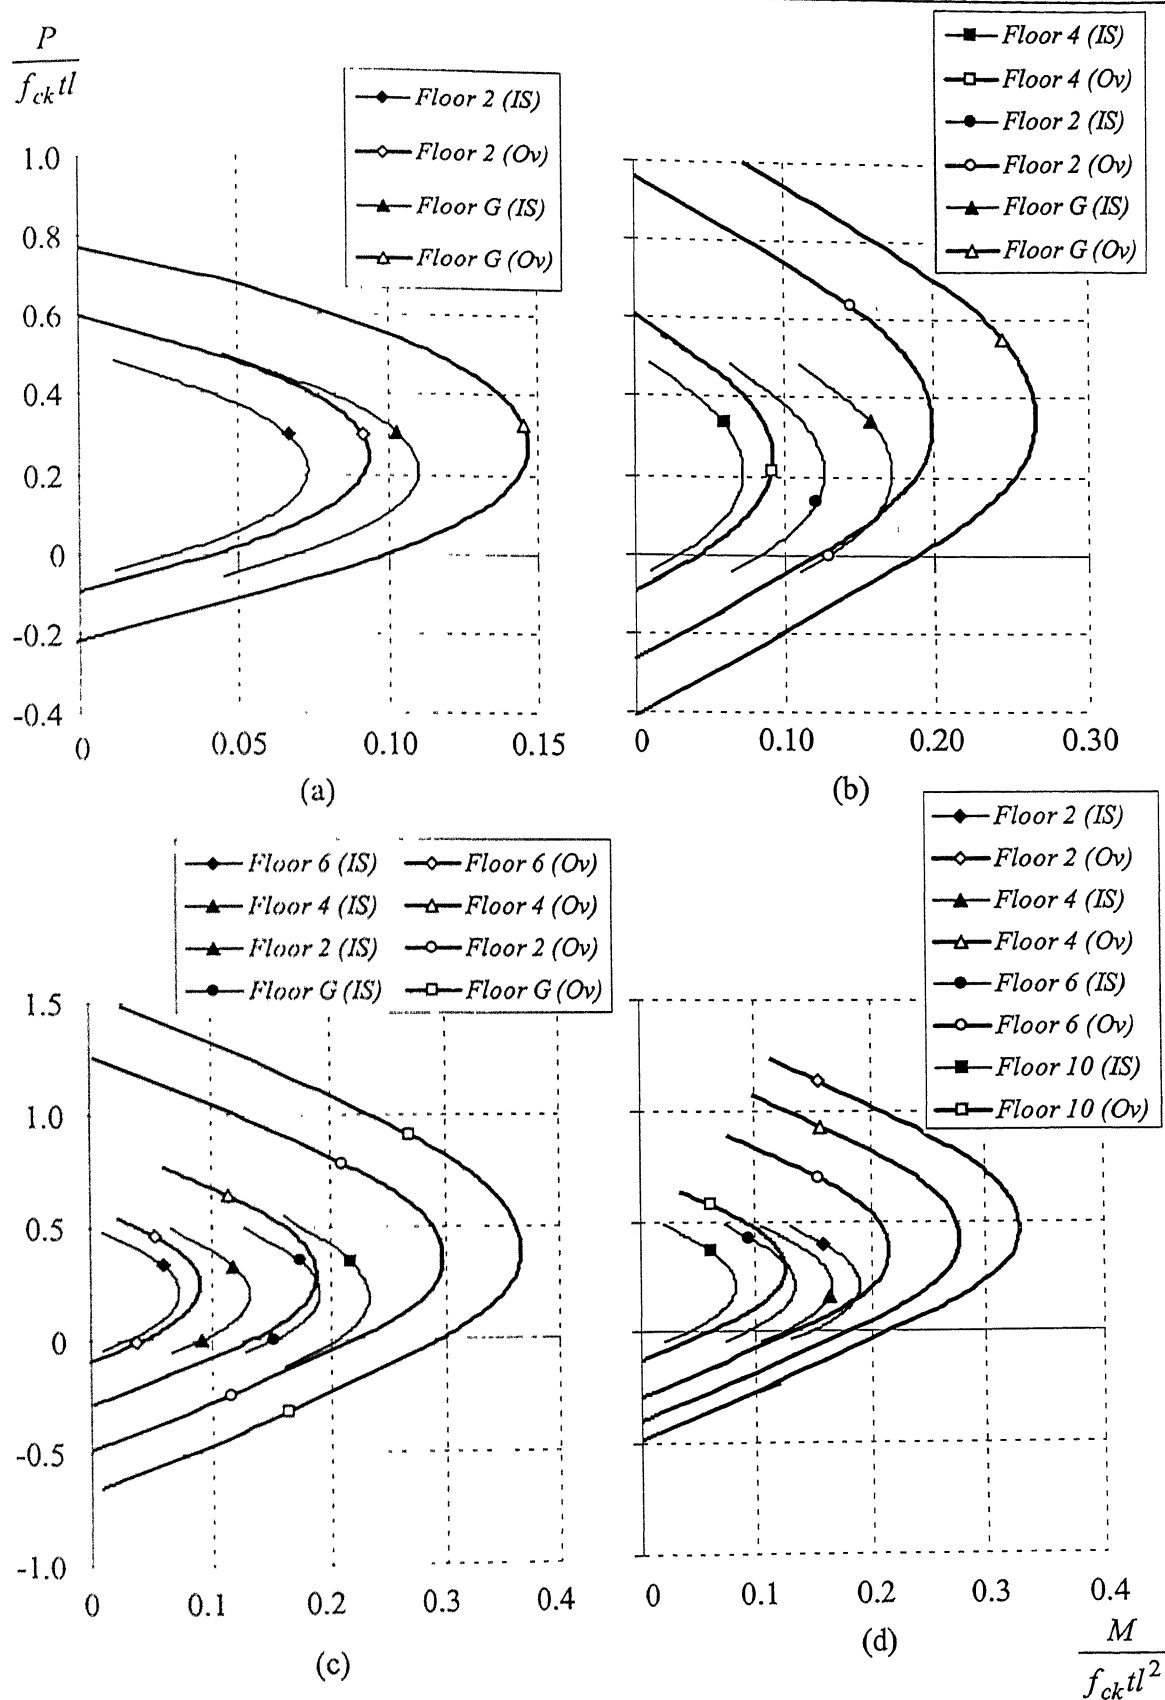 P
f_ck tl
Floor 2 (IS)
Floor 2 (Ov)
Floor G (IS)
Floor G (Ov)
1.0
0.8
0.6
0.4
0.2
0
-0.2
-0.4
0 0.05 0.10 0.15
(a)
Floor 4 (IS)
Floor 4 (Ov)
Floor 2 (IS)
Floor 2 (Ov)
Floor G (IS)
Floor G (Ov)
0 0.10 0.20 0.30
(b)
Floor 6 (IS) Floor 6 (Ov)
Floor 4 (IS) Floor 4 (Ov)
Floor 2 (IS) Floor 2 (Ov)
Floor G (IS) Floor G (Ov)
1.5
1.0
0.5
0
-0.5
-1.0
0 0.1 0.2 0.3 0.4
(c)
Floor 2 (IS)
Floor 2 (Ov)
Floor 4 (IS)
Floor 4 (Ov)
Floor 6 (IS)
Floor 6 (Ov)
Floor 10 (IS)
Floor 10 (Ov)
0 0.1 0.2 0.3 0.4
(d)
M
f_ck tl²